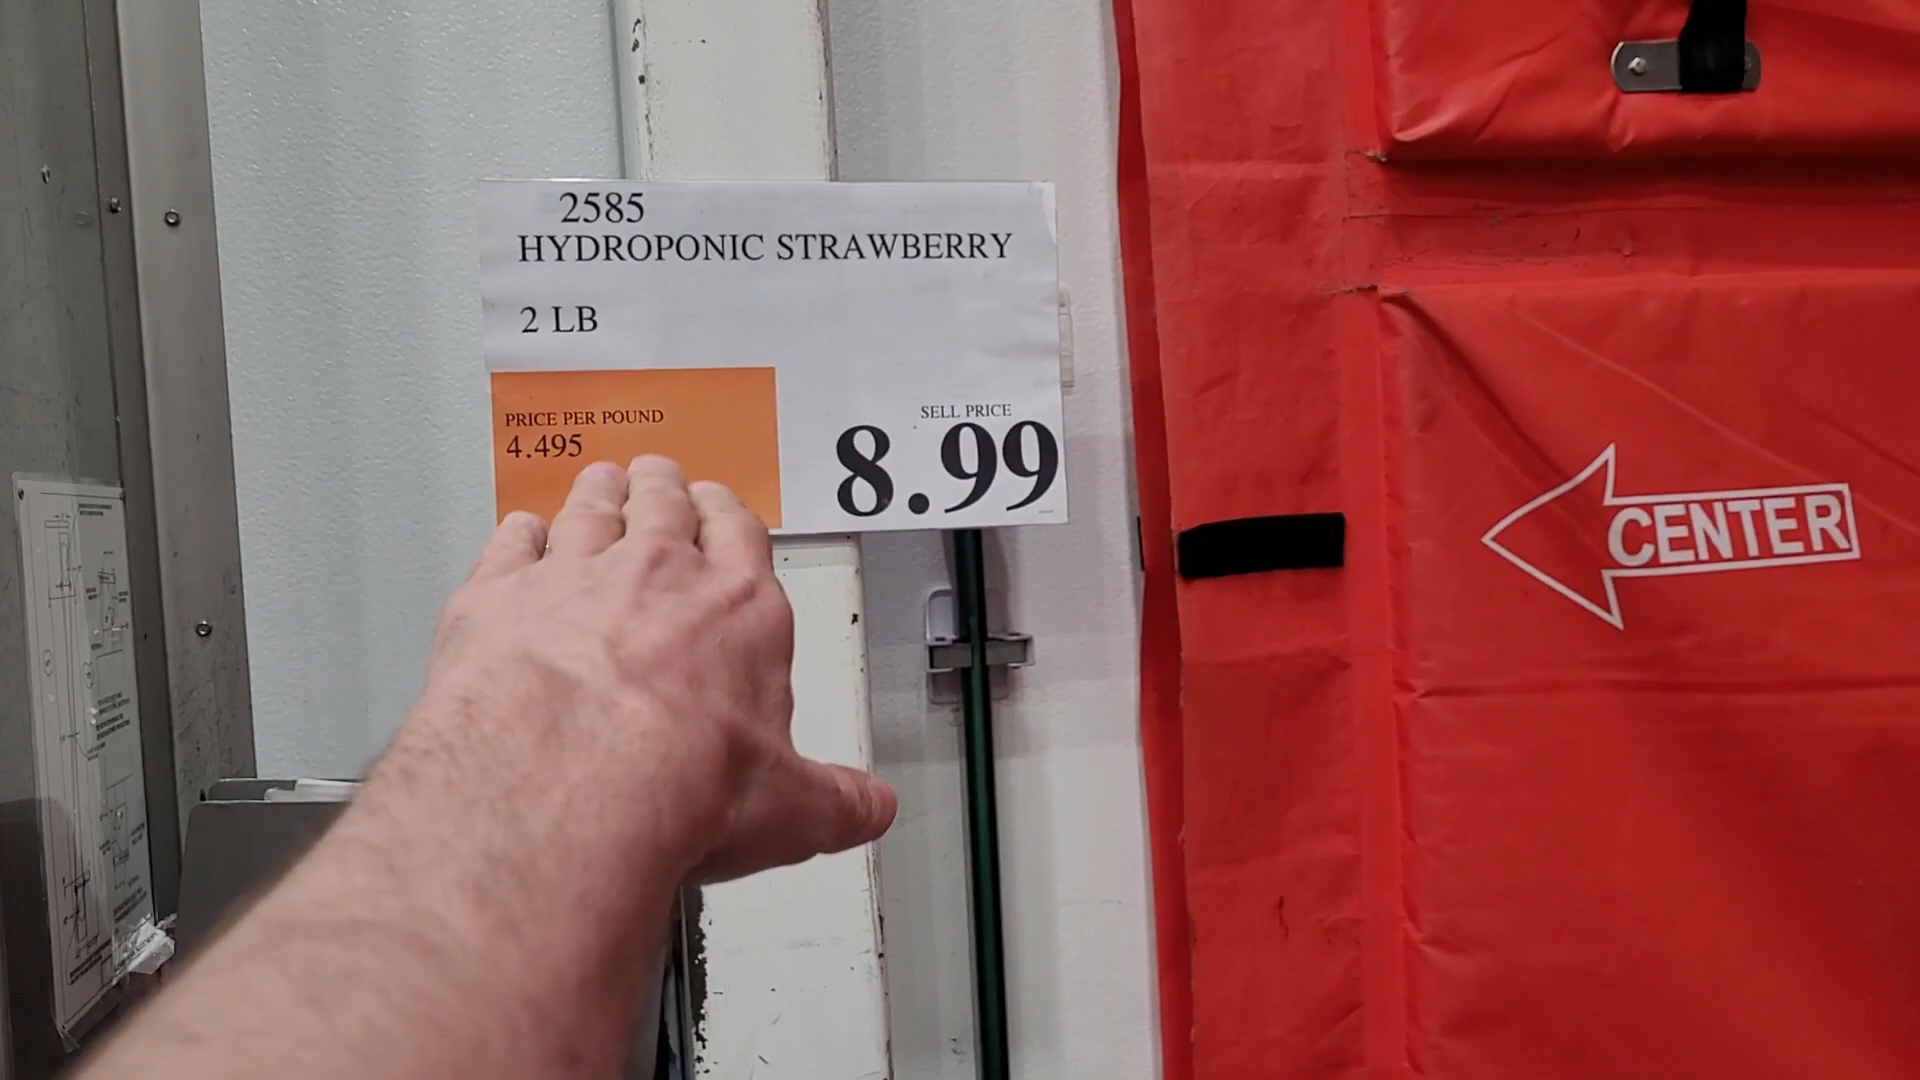 2585
HYDROPONIC STRAWBERRY
2 LB
PRICE PER POUND
4.495
SELL PRICE
8.99
CENTER